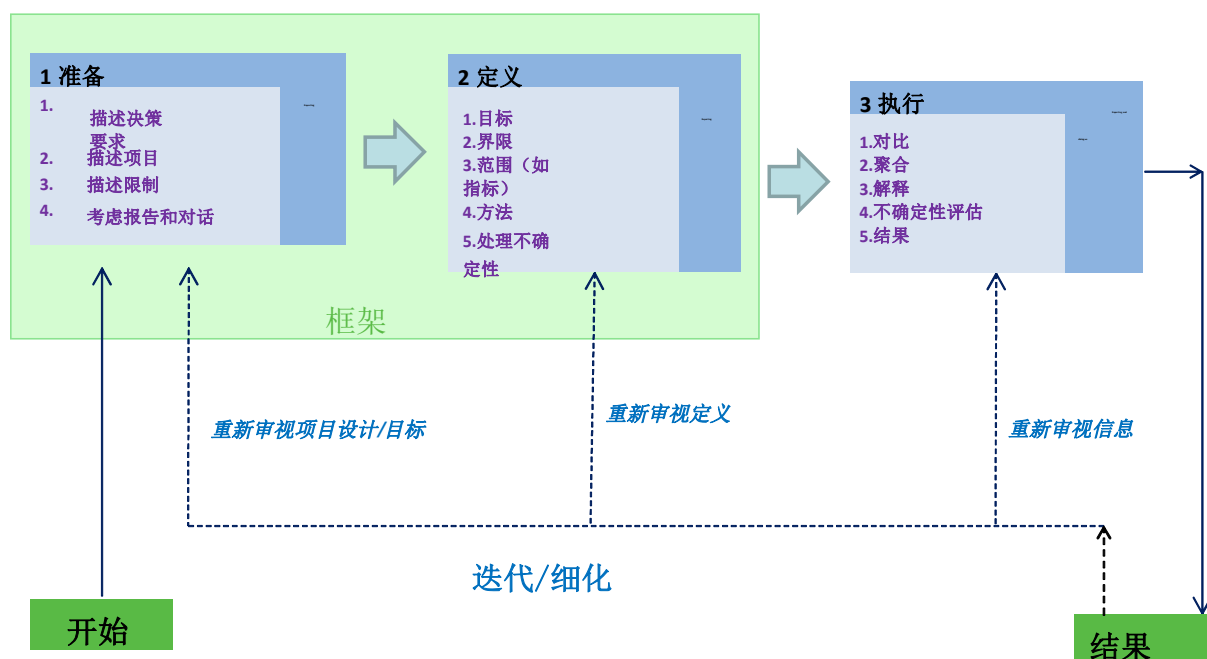 1 准备
1.
描述决策
要求
2. 描述项目
3. 描述限制
4. 考虑报告和对话
2 定义
1.目标
2.界限
3.范围（如
指标）
4.方法
5.处理不确
定性
3 执行
1.对比
2.聚合
3.解释
4.不确定性评估
5.结果
框架
重新审视项目设计/目标
重新审视定义
重新审视信息
迭代/细化
开始
结果